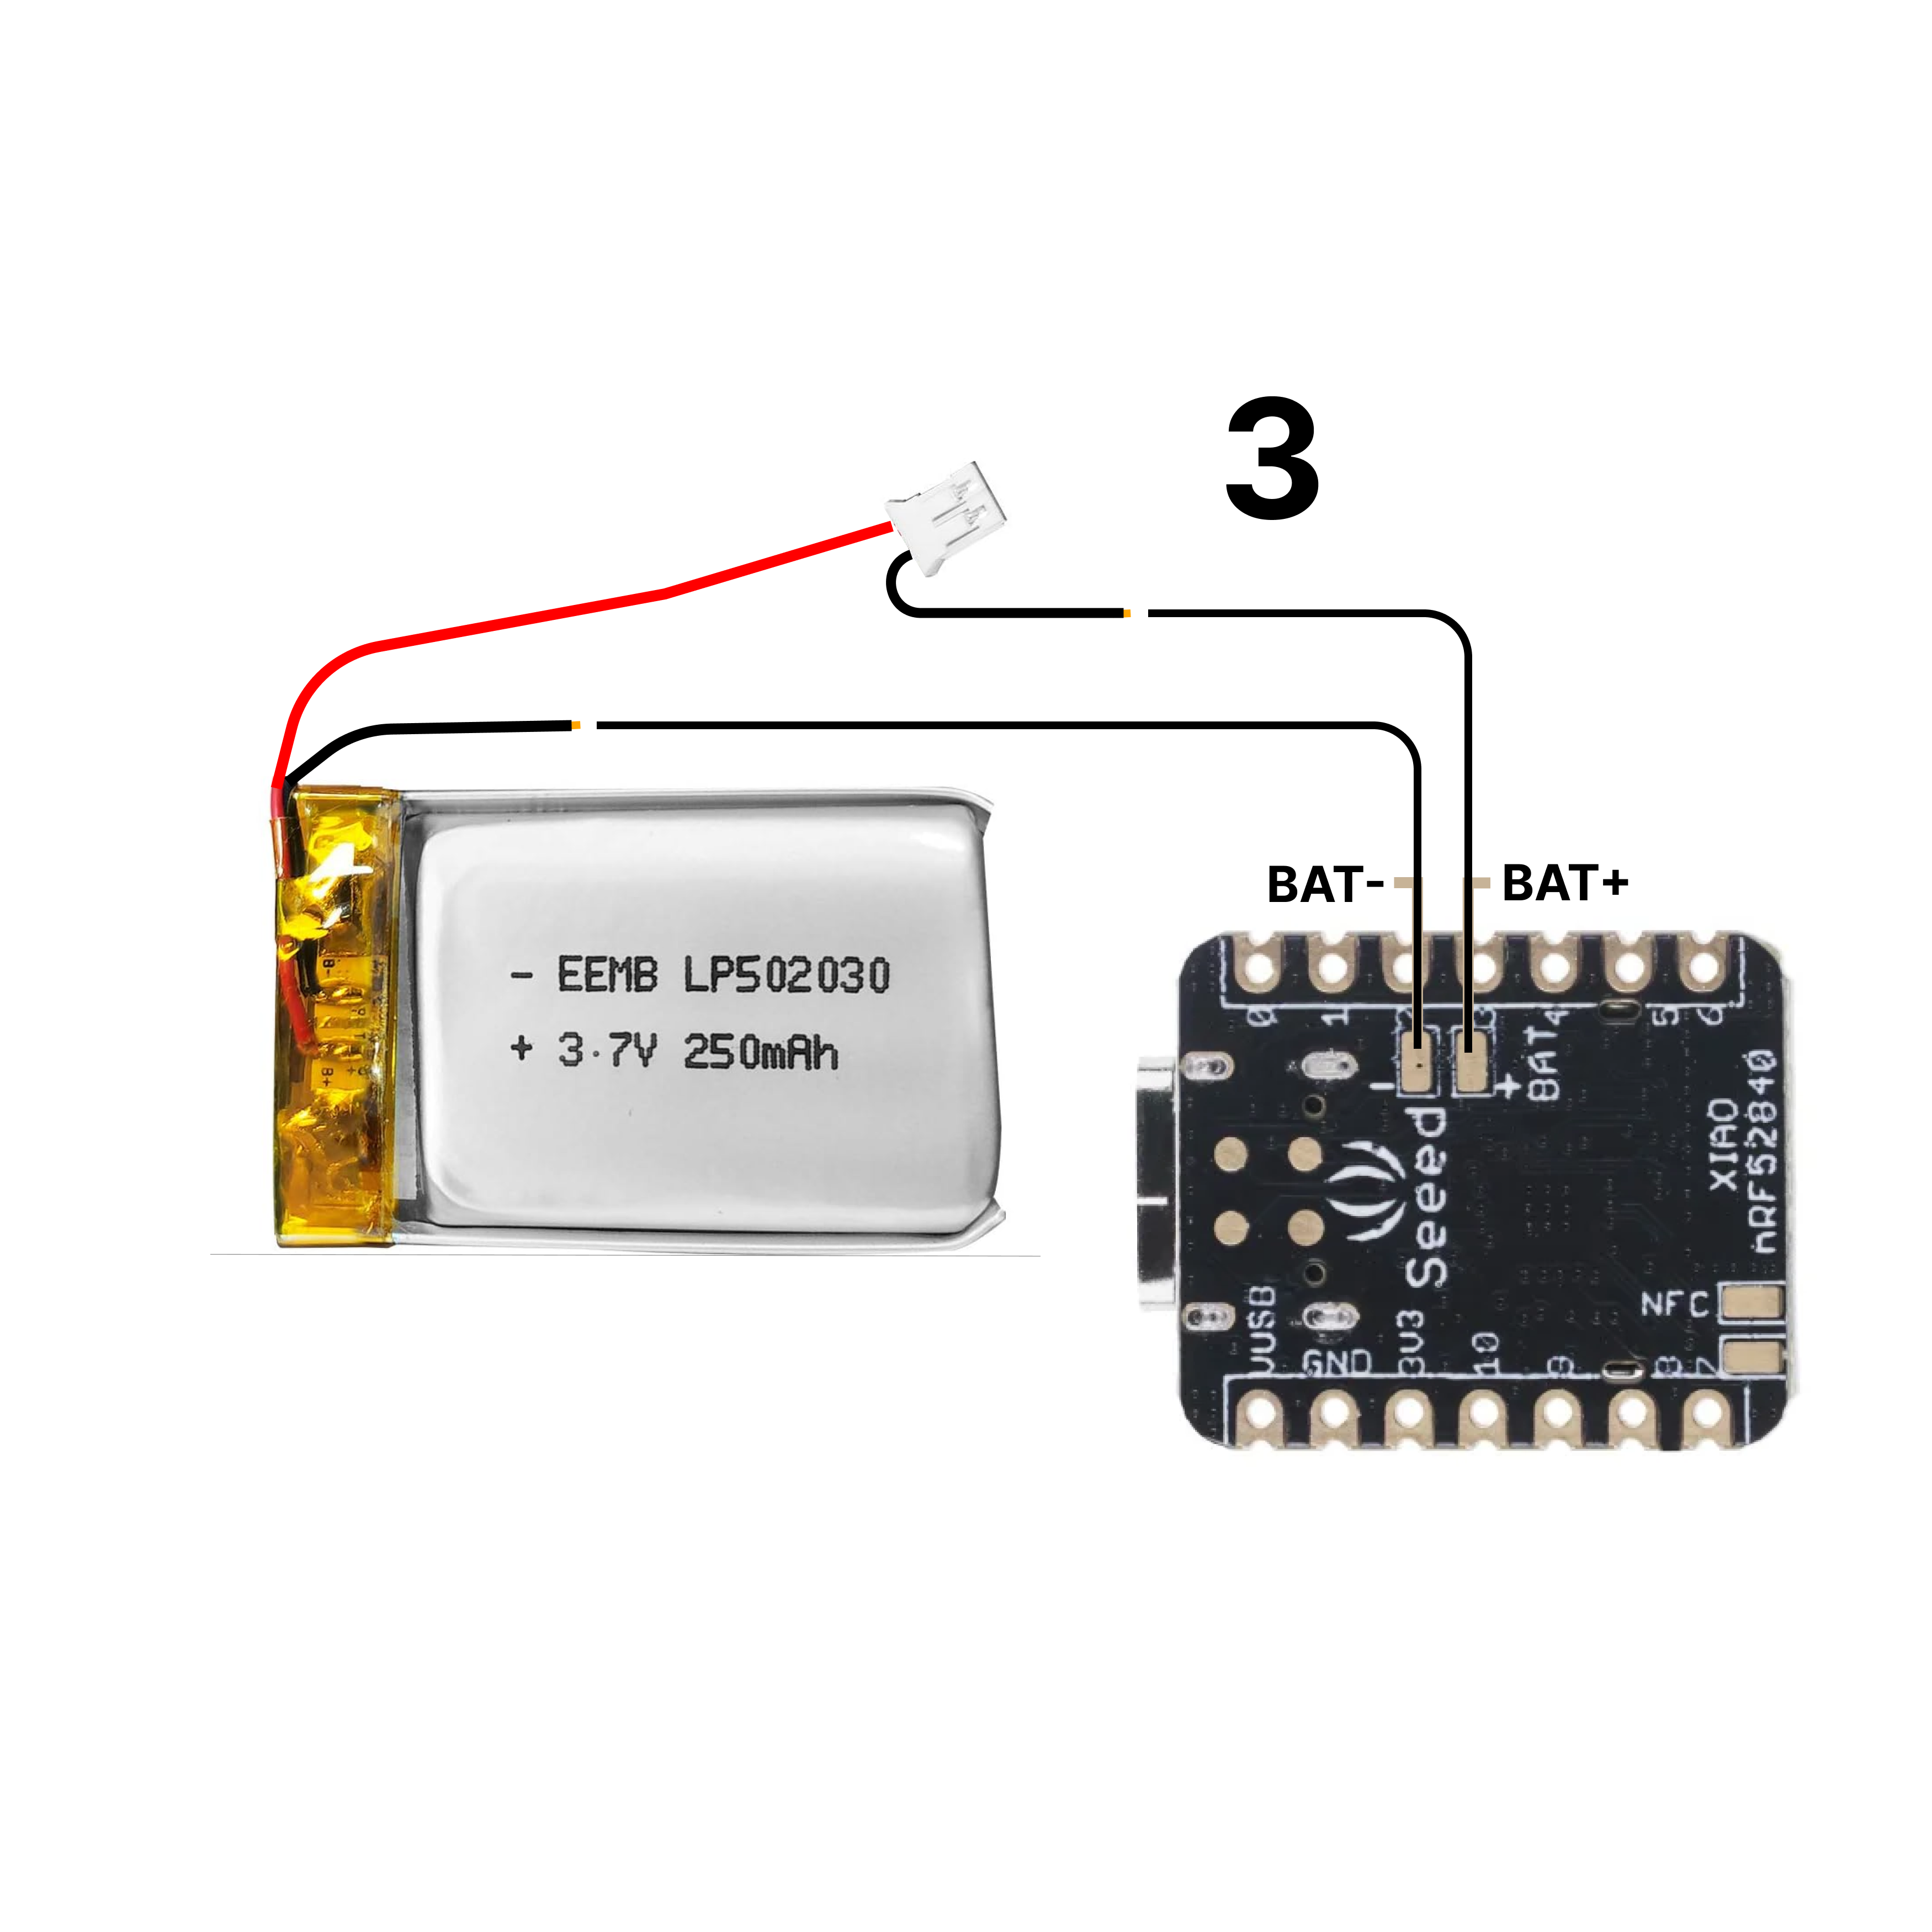 3
BAT-
BAT+
- EEMB LP502030
+ 3.7V 250mAh
B-
B+
0
1
2
3
4
5
6
-
+
BAT
Seeed
XIAO
nRF52840
NFC
VUSB
GND
3V3
10
9
8
7